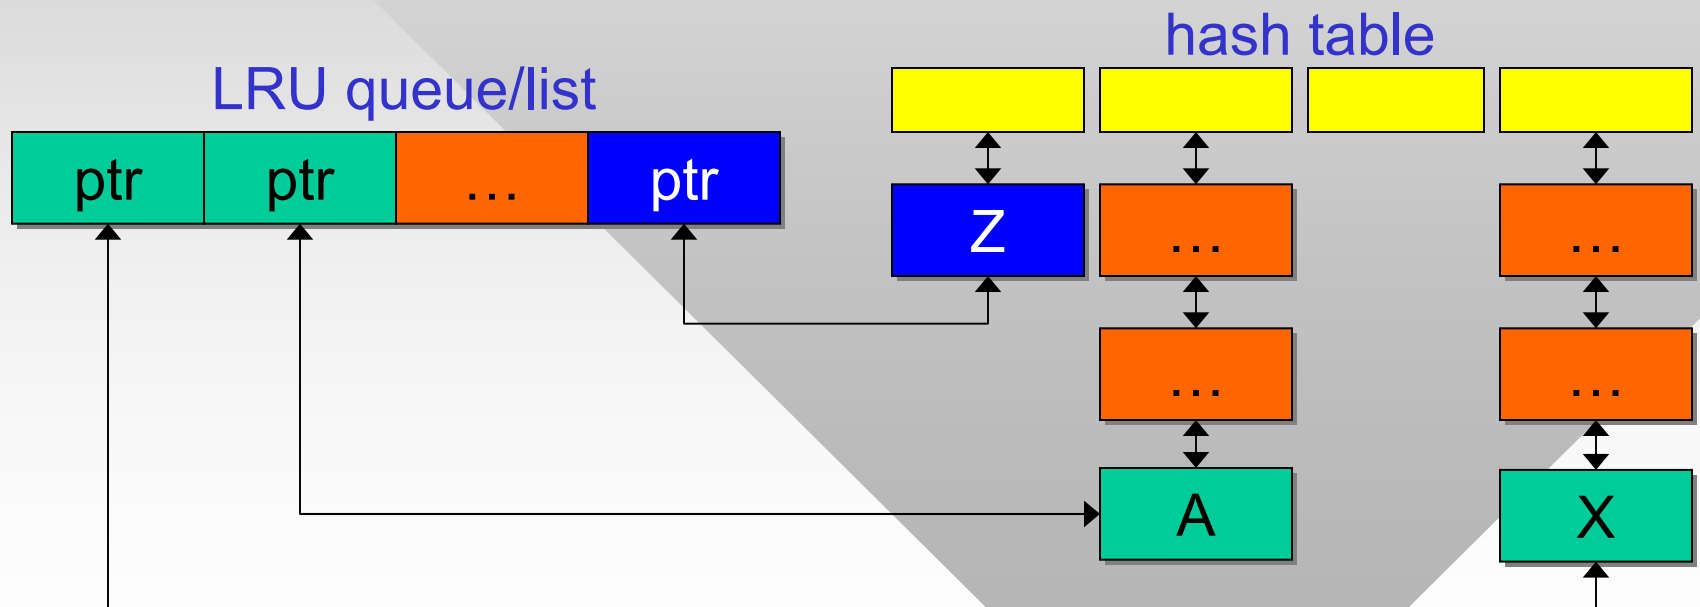 hash table
LRU queue/list
ptr ptr ... ptr
Z ... ...
... ...
A X